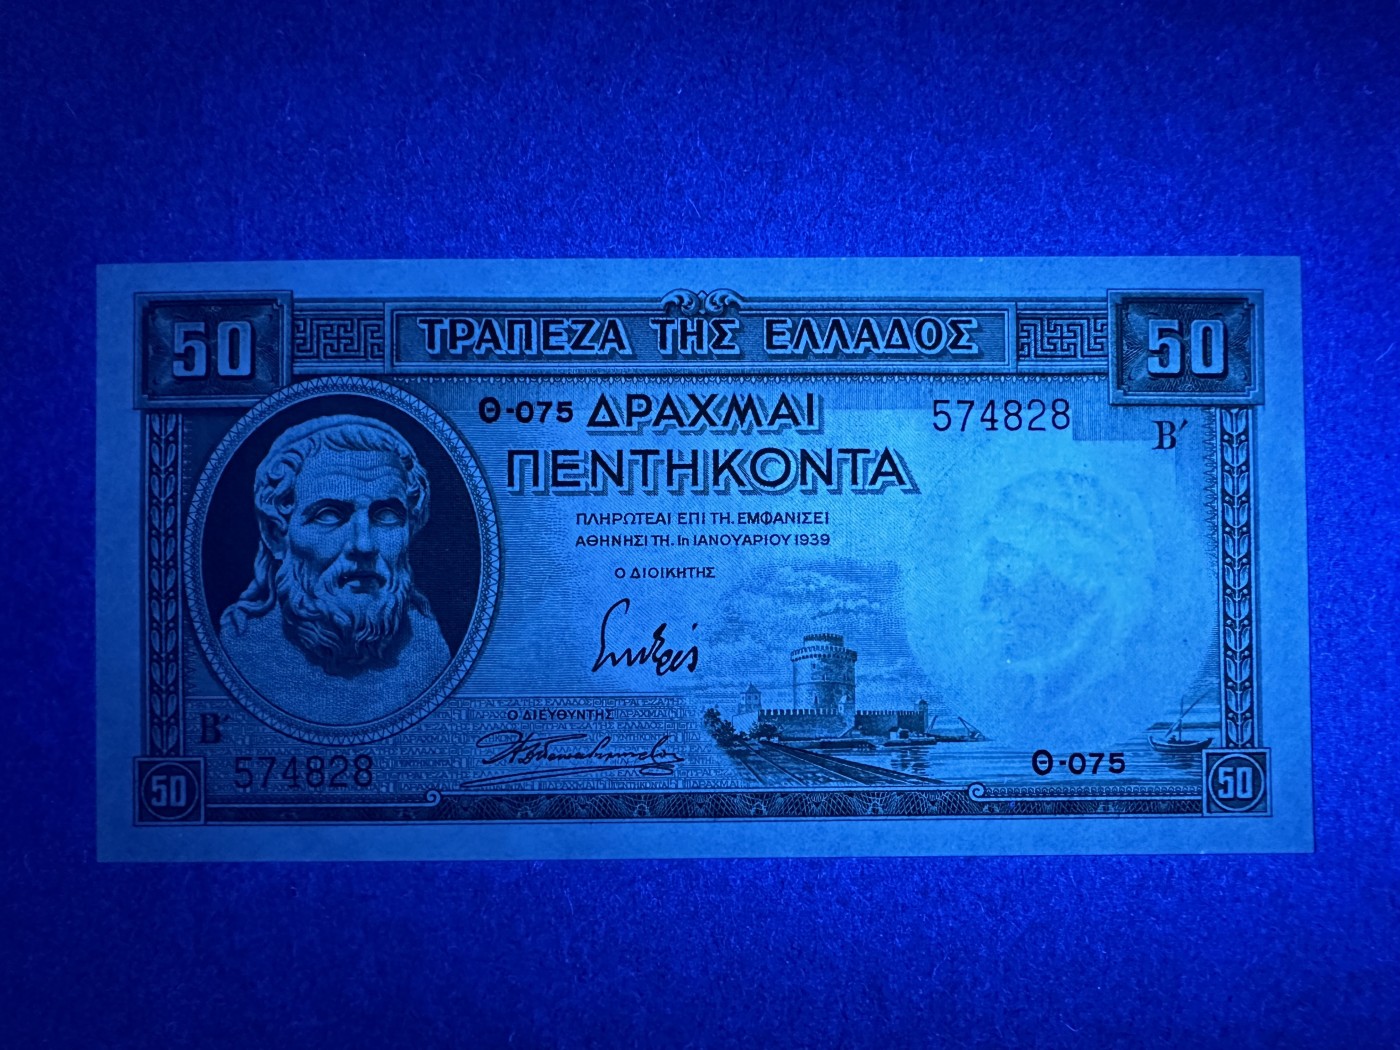 50 ΤΡΑΠΕΖΑ ΤΗΣ ΕΛΛΑΔΟΣ 50
Θ-075 ΔΡΑΧΜΑΙ 574828
Β′
ΠΕΝΤΗΚΟΝΤΑ
ΠΛΗΡΩΤΕΑΙ ΕΠΙ ΤΗ. ΕΜΦΑΝΙΣΕΙ
ΑΘΗΝΗΣΙ ΤΗ. 1η ΙΑΝΟΥΑΡΙΟΥ 1939
Ο ΔΙΟΙΚΗΤΗΣ
Β′ Ο ΔΙΕΥΘΥΝΤΗΣ
574828 Θ-075
50 50